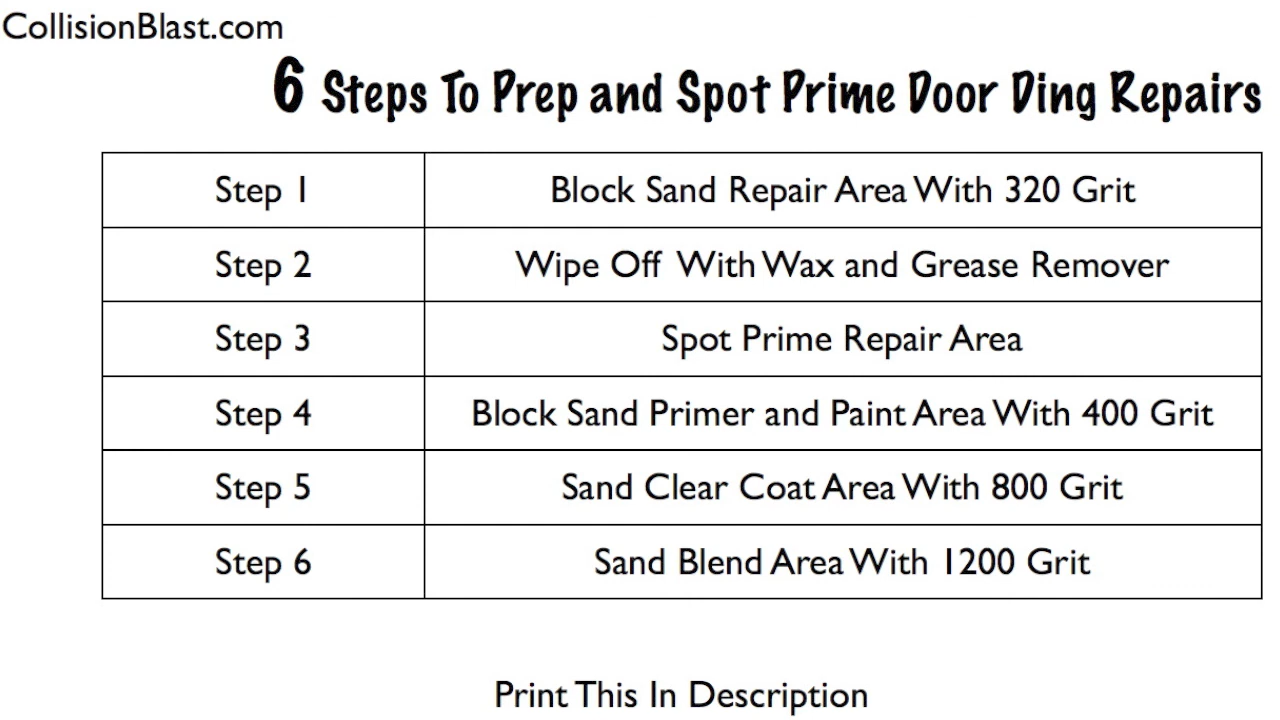 CollisionBlast.com
6 Steps To Prep and Spot Prime Door Ding Repairs
Step 1 Block Sand Repair Area With 320 Grit
Step 2 Wipe Off With Wax and Grease Remover
Step 3 Spot Prime Repair Area
Step 4 Block Sand Primer and Paint Area With 400 Grit
Step 5 Sand Clear Coat Area With 800 Grit
Step 6 Sand Blend Area With 1200 Grit
Print This In Description